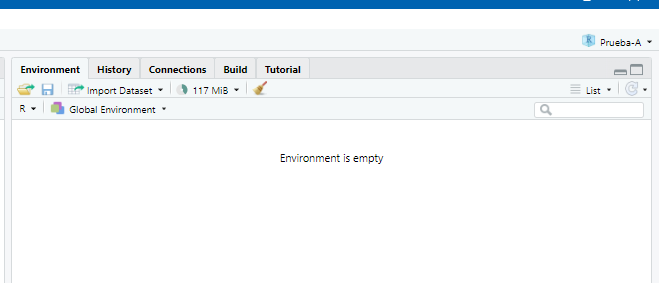 Prueba-A
Environment History Connections Build Tutorial
Import Dataset 117 MiB List
R Global Environment
Environment is empty